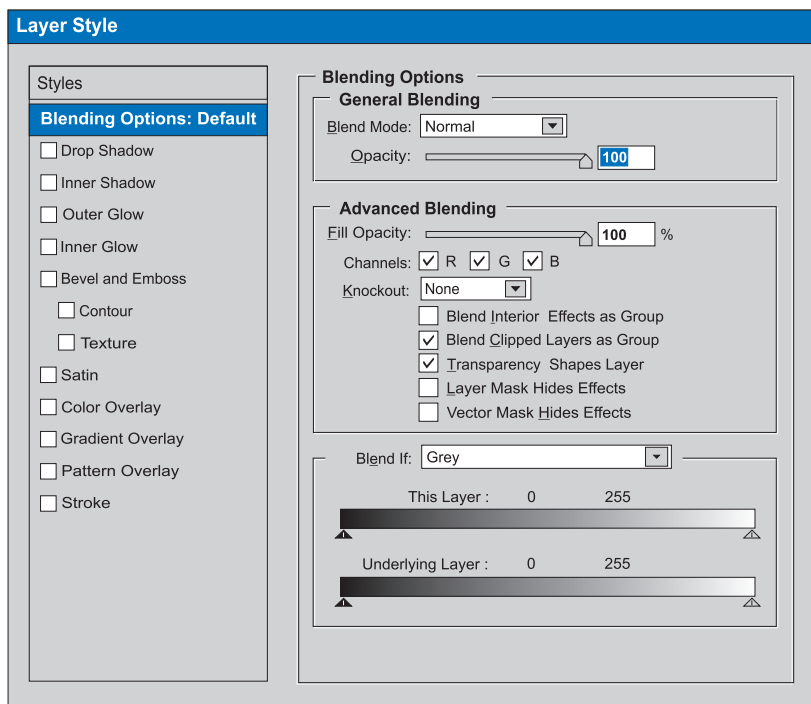 Layer Style
Styles
Blending Options: Default
Drop Shadow
Inner Shadow
Outer Glow
Inner Glow
Bevel and Emboss
Contour
Texture
Satin
Color Overlay
Gradient Overlay
Pattern Overlay
Stroke
Blending Options
General Blending
Blend Mode: Normal
Opacity: 100
Advanced Blending
Fill Opacity: 100 %
Channels: R G B
Knockout: None
Blend Interior Effects as Group
Blend Clipped Layers as Group
Transparency Shapes Layer
Layer Mask Hides Effects
Vector Mask Hides Effects
Blend If: Grey
This Layer : 0 255
Underlying Layer : 0 255